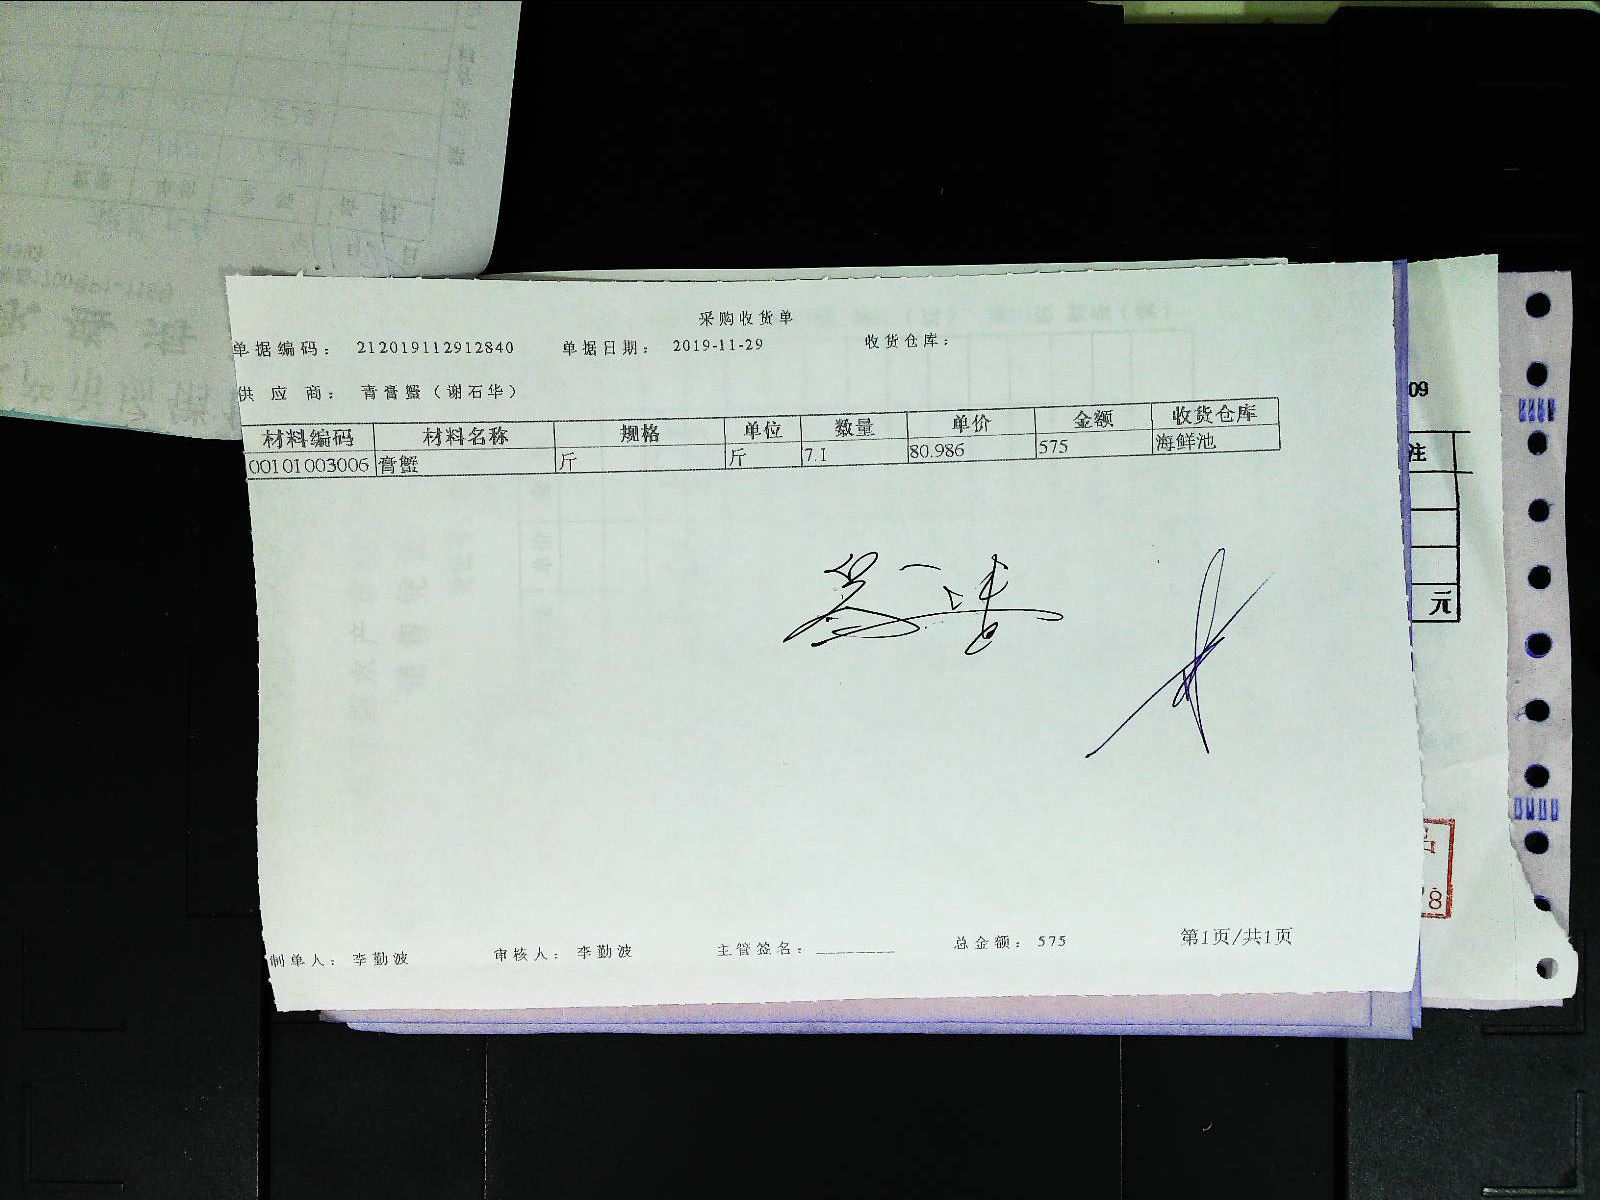 采购收货单
单据编码： 212019112912840 单据日期： 2019-11-29 收货仓库：
供 应 商： 青膏蟹（谢石华）
材料编码 材料名称 规格 单位 数量 单价 金额 收货仓库
00101003006 膏蟹 斤 斤 7.1 80.986 575 海鲜池
制单人： 李勤波 审核人： 李勤波 主管签名：________ 总金额： 575 第1页/共1页
09
注
元